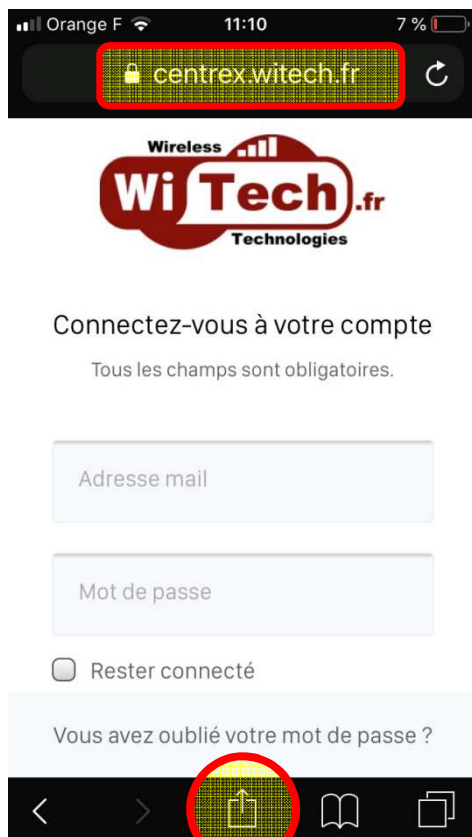 Orange F 11:10 7 %
centrex.witech.fr
Wireless
WiTech.fr
Technologies
Connectez-vous à votre compte
Tous les champs sont obligatoires.
Adresse mail
Mot de passe
Rester connecté
Vous avez oublié votre mot de passe ?